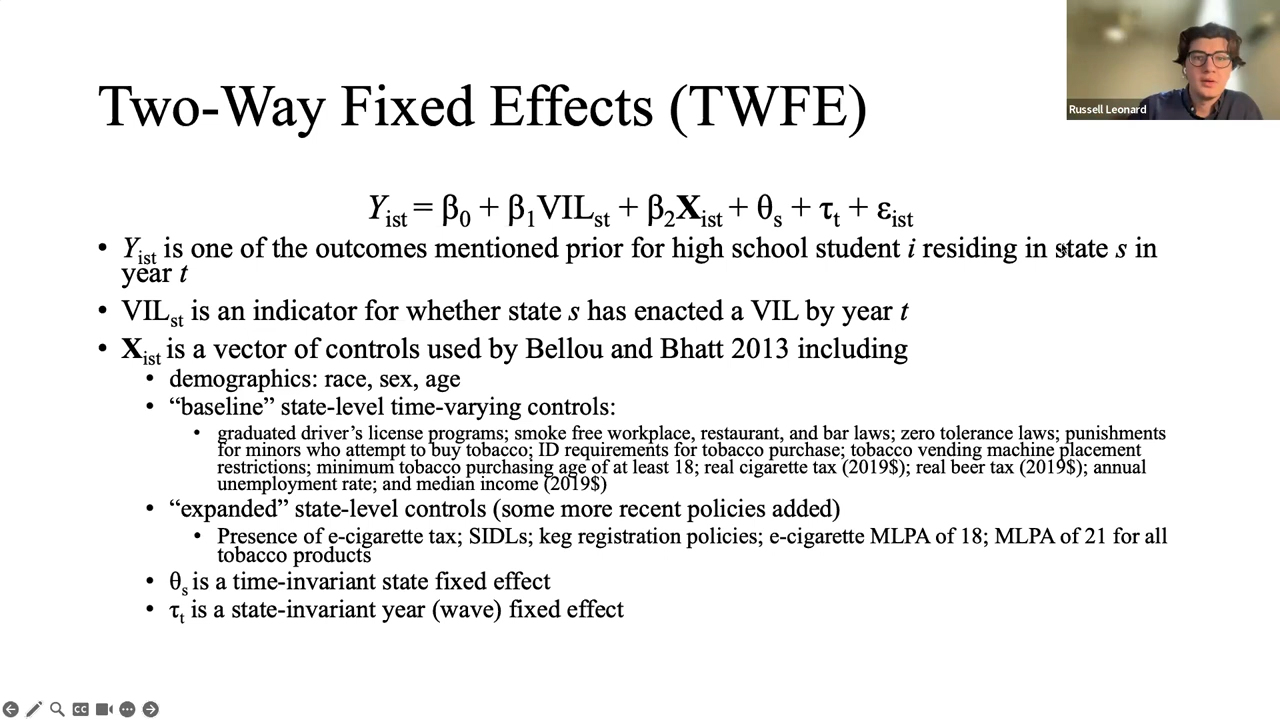 Russell Leonard
Two-Way Fixed Effects (TWFE)
Yist = β0 + β1VILst + β2Xist + θs + τt + εist
• Yist is one of the outcomes mentioned prior for high school student i residing in state s in
year t
• VILst is an indicator for whether state s has enacted a VIL by year t
• Xist is a vector of controls used by Bellou and Bhatt 2013 including
• demographics: race, sex, age
• “baseline” state-level time-varying controls:
• graduated driver’s license programs; smoke free workplace, restaurant, and bar laws; zero tolerance laws; punishments
for minors who attempt to buy tobacco; ID requirements for tobacco purchase; tobacco vending machine placement
restrictions; minimum tobacco purchasing age of at least 18; real cigarette tax (2019$); real beer tax (2019$); annual
unemployment rate; and median income (2019$)
• “expanded” state-level controls (some more recent policies added)
• Presence of e-cigarette tax; SIDLs; keg registration policies; e-cigarette MLPA of 18; MLPA of 21 for all
tobacco products
• θs is a time-invariant state fixed effect
• τt is a state-invariant year (wave) fixed effect
CC